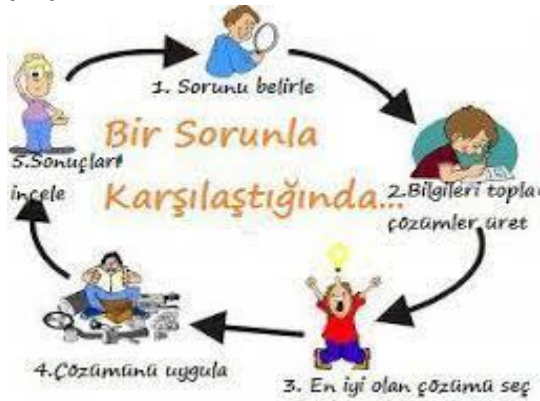 1. Sorunu belirle
Bir Sorunla
Karşılaştığında...
2.Bilgileri topla
çözümler üret
3. En iyi olan çözümü seç
4.Çözümünü uygula
5.Sonuçları
incele